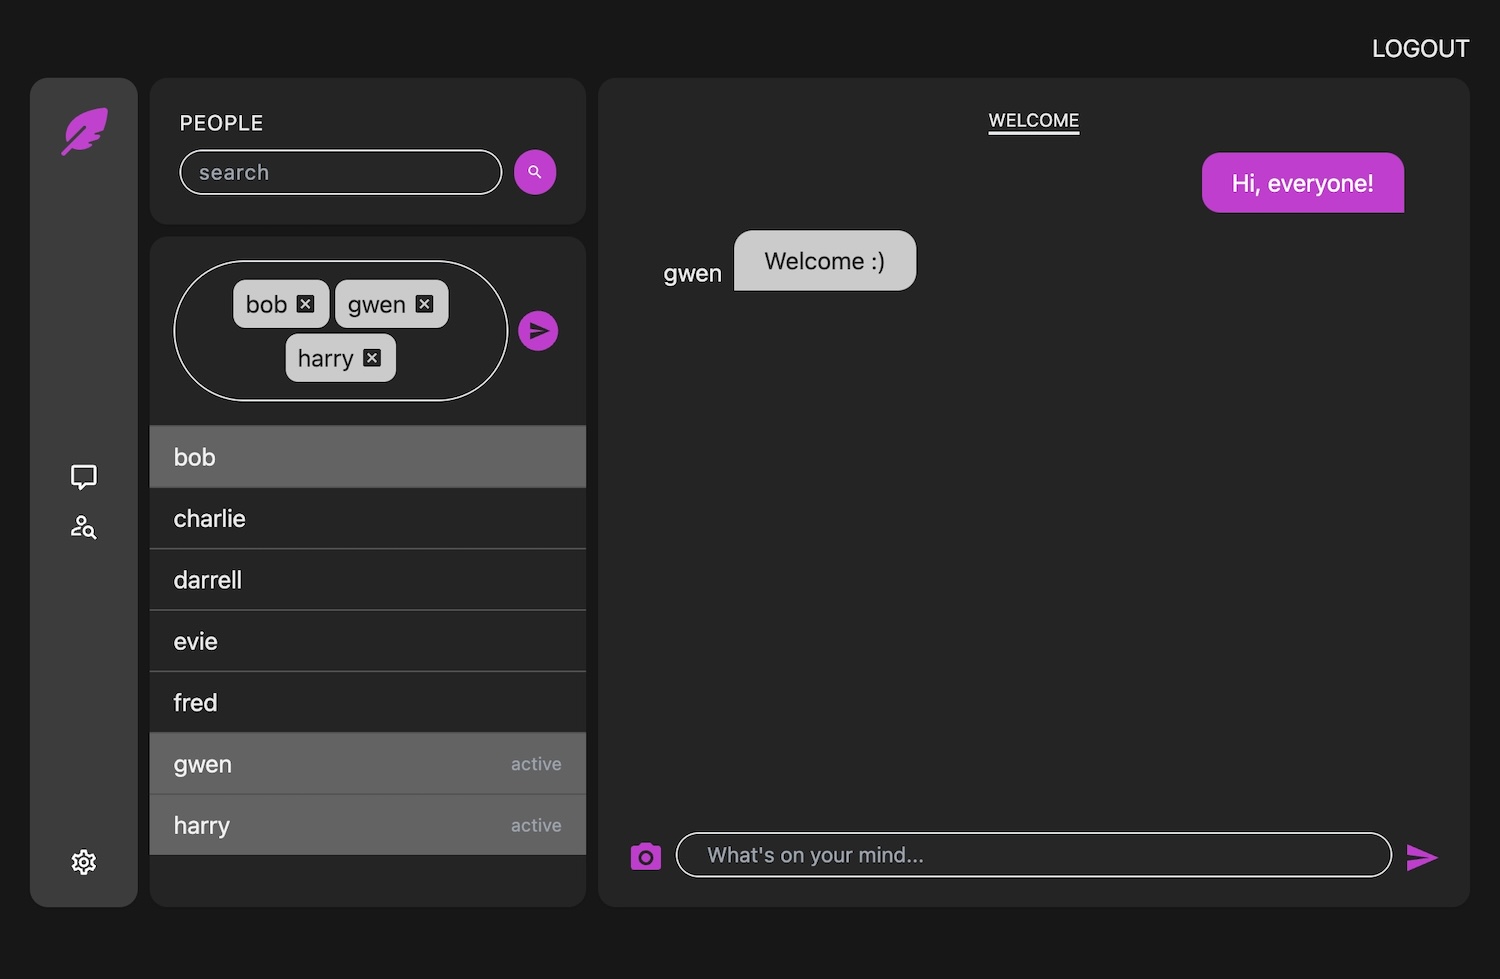 LOGOUT
PEOPLE
search
bob
gwen
harry
bob
charlie
darrell
evie
fred
gwen active
harry active
WELCOME
Hi, everyone!
gwen
Welcome :)
What's on your mind...